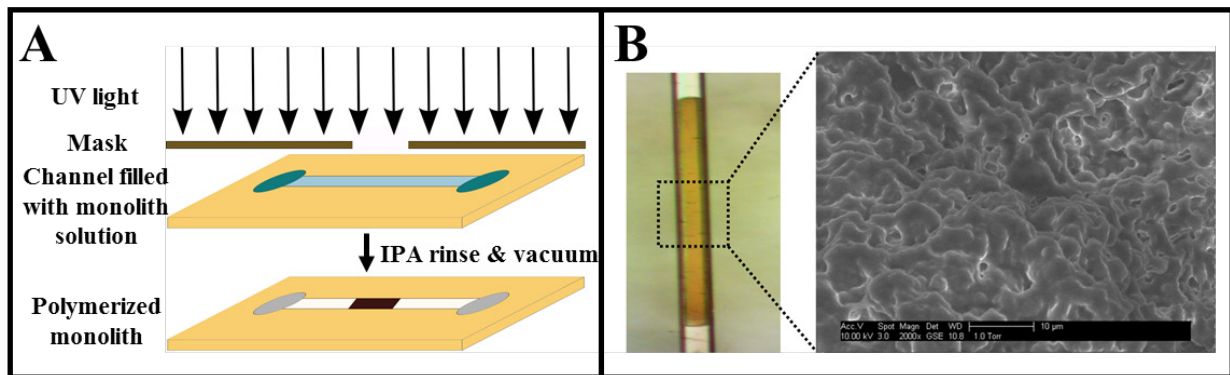 A
UV light
Mask
Channel filled
with monolith
solution
IPA rinse & vacuum
Polymerized
monolith
B
Acc.V Spot Magn Det WD 10 µm
10.00 kV 3.0 2000x GSE 10.8 1.0 Torr